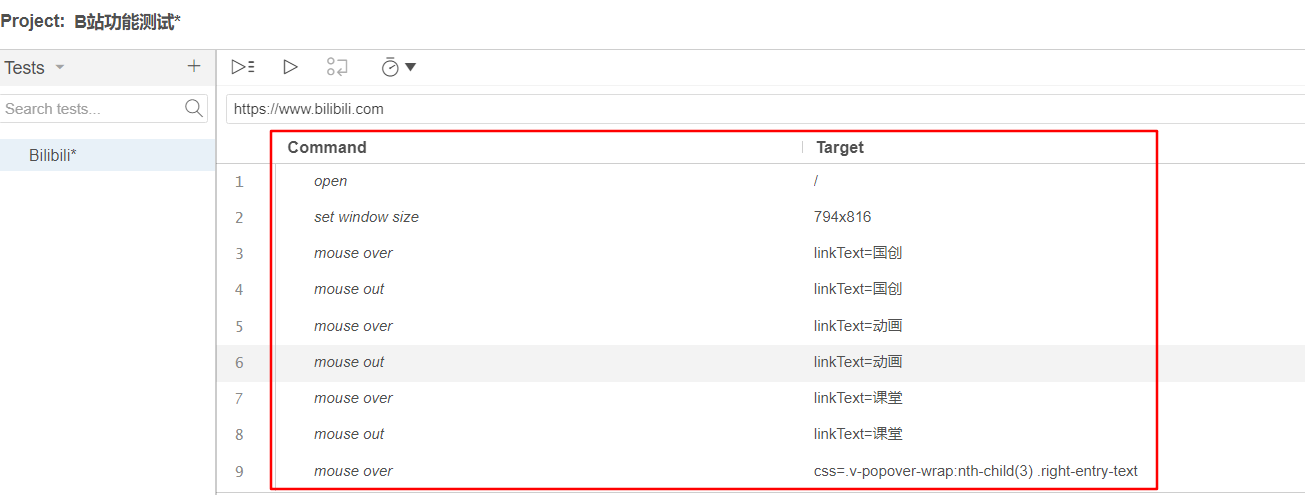 Project: B站功能测试*
Tests
Search tests...
https://www.bilibili.com
Bilibili*
Command Target
1 open /
2 set window size 794x816
3 mouse over linkText=国创
4 mouse out linkText=国创
5 mouse over linkText=动画
6 mouse out linkText=动画
7 mouse over linkText=课堂
8 mouse out linkText=课堂
9 mouse over css=.v-popover-wrap:nth-child(3) .right-entry-text